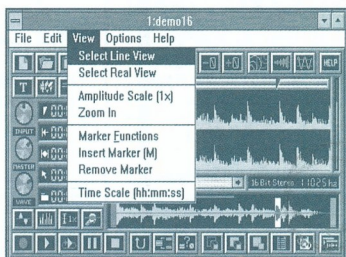 1:demo16
File Edit View Options Help
Select Line View
Select Real View
HELP
T
Amplitude Scale (1x)
Zoom In
INPUT
Marker Functions
Insert Marker (M)
Remove Marker
MASTER
Time Scale (hh:mm:ss)
16 Bit Stereo
WAVE